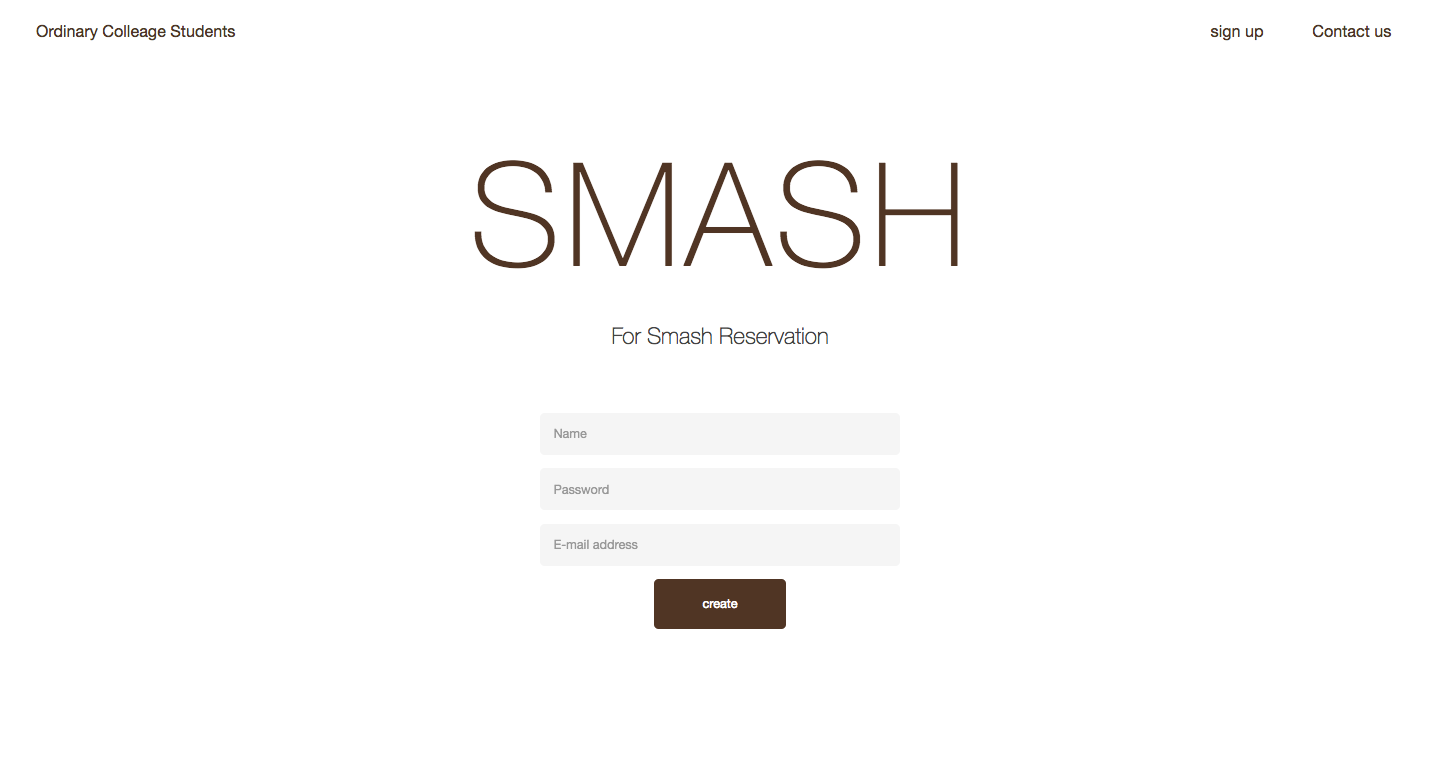 Ordinary Colleage Students
sign up
Contact us
SMASH
For Smash Reservation
Name
Password
E-mail address
create